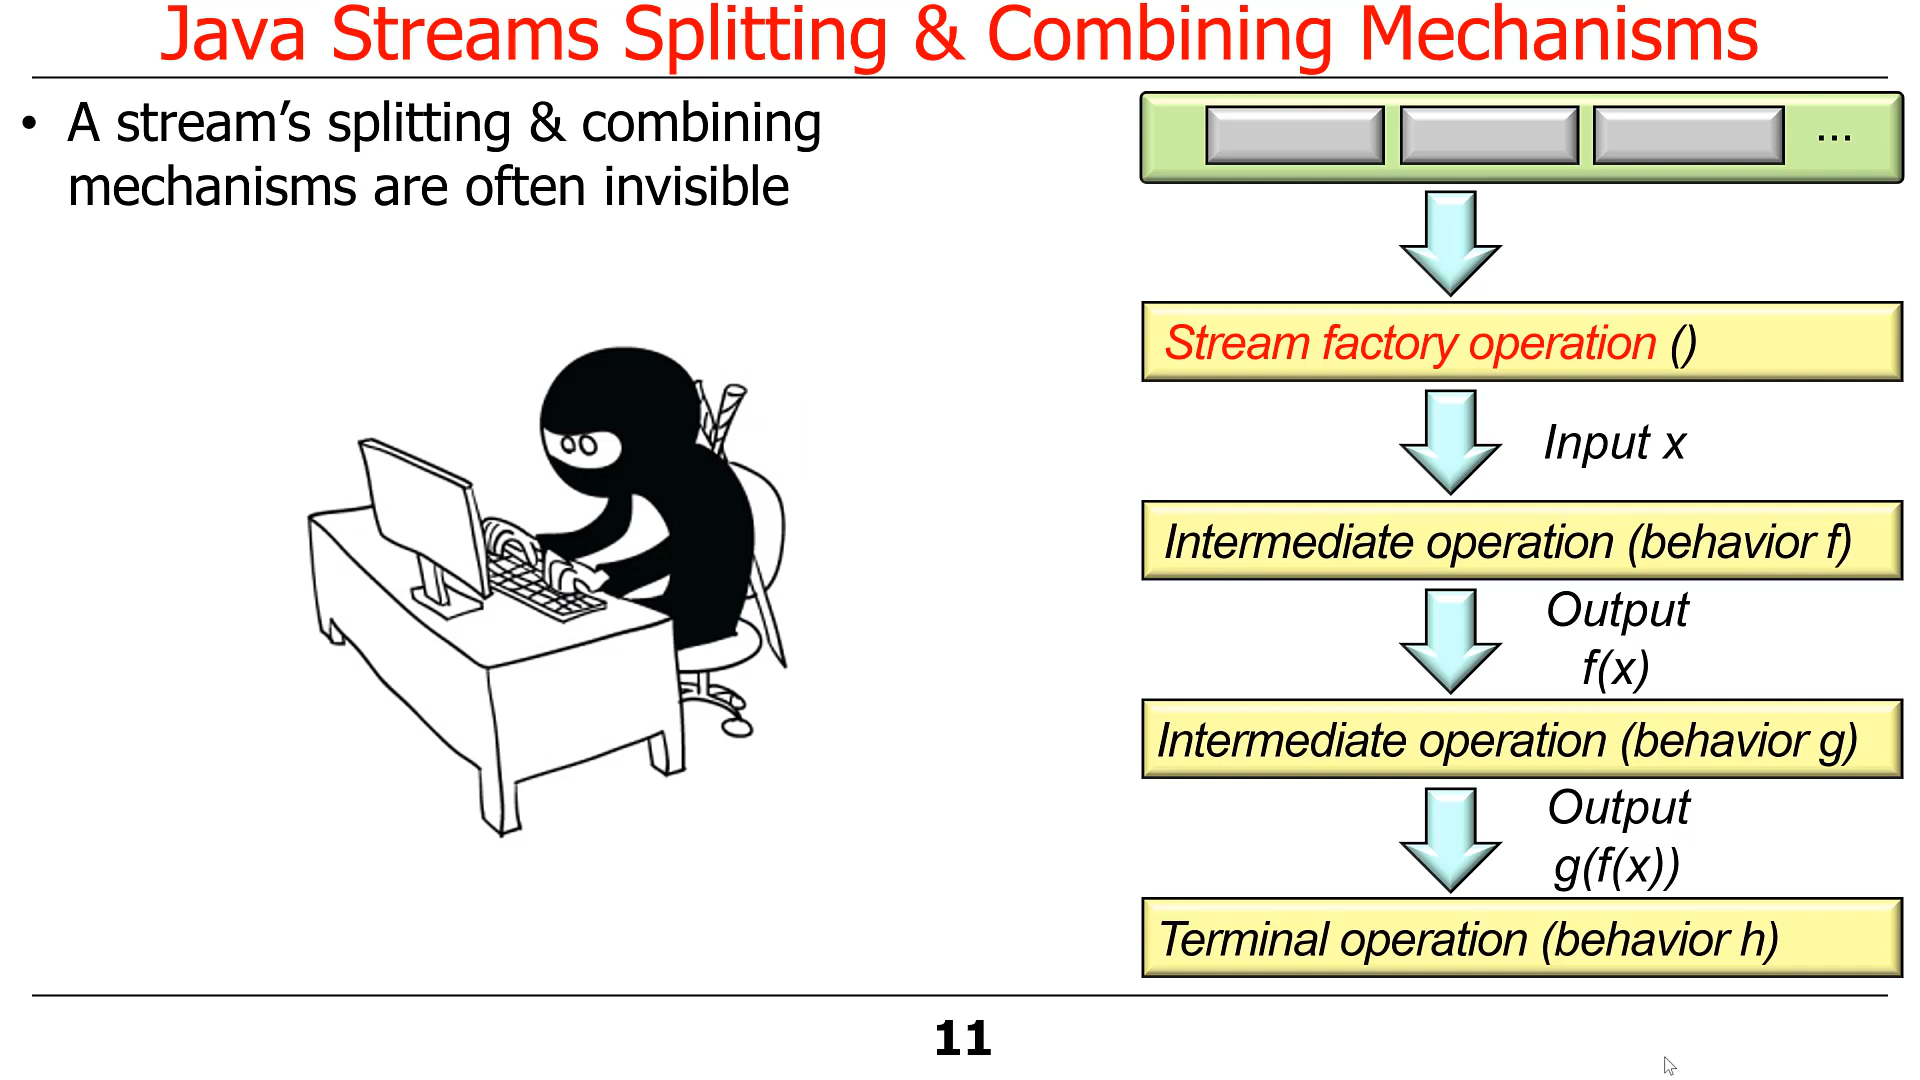 Java Streams Splitting & Combining Mechanisms
• A stream’s splitting & combining
mechanisms are often invisible
...
Stream factory operation ()
Input x
Intermediate operation (behavior f)
Output
f(x)
Intermediate operation (behavior g)
Output
g(f(x))
Terminal operation (behavior h)
11